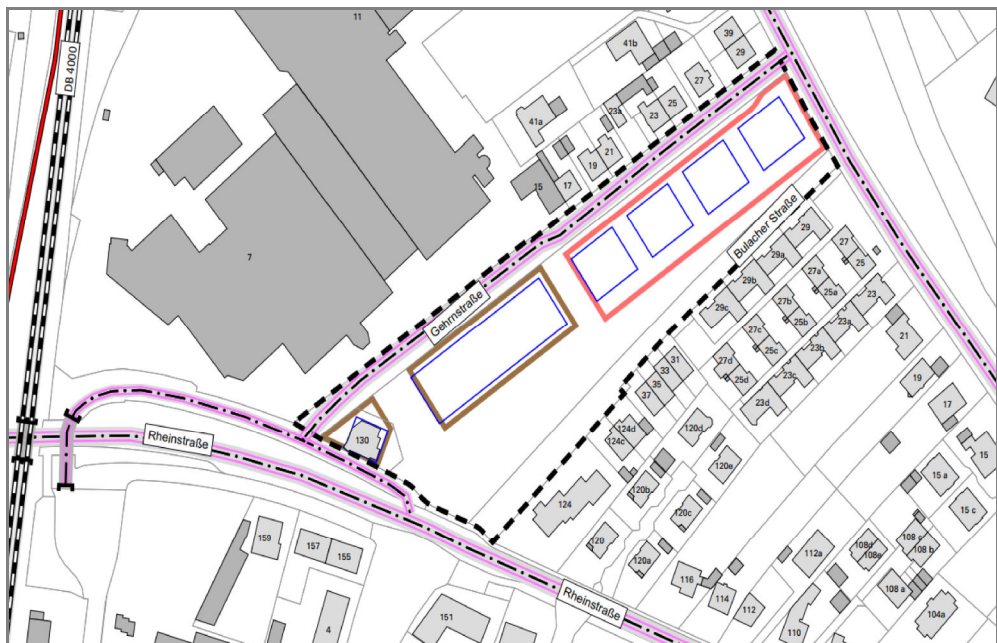 11
39
29
41b
DB 4000
27
25
23a
23
41a
21
19
15
17
7
Gehrnstraße
Bulacher Straße
29
29a
27
25
29b
27a
25a
23
29c
27b
25b
23a
21
27c
25c
23b
31
33
27d
25d
23c
35
37
23d
19
17
130
Rheinstraße
124d
124c
120d
15
120e
15 a
120b
124
120c
15 c
159
157
155
120
120a
112a
108d
108e
108 c
108 b
116
114
112
108 a
4
151
Rheinstraße
110
104a